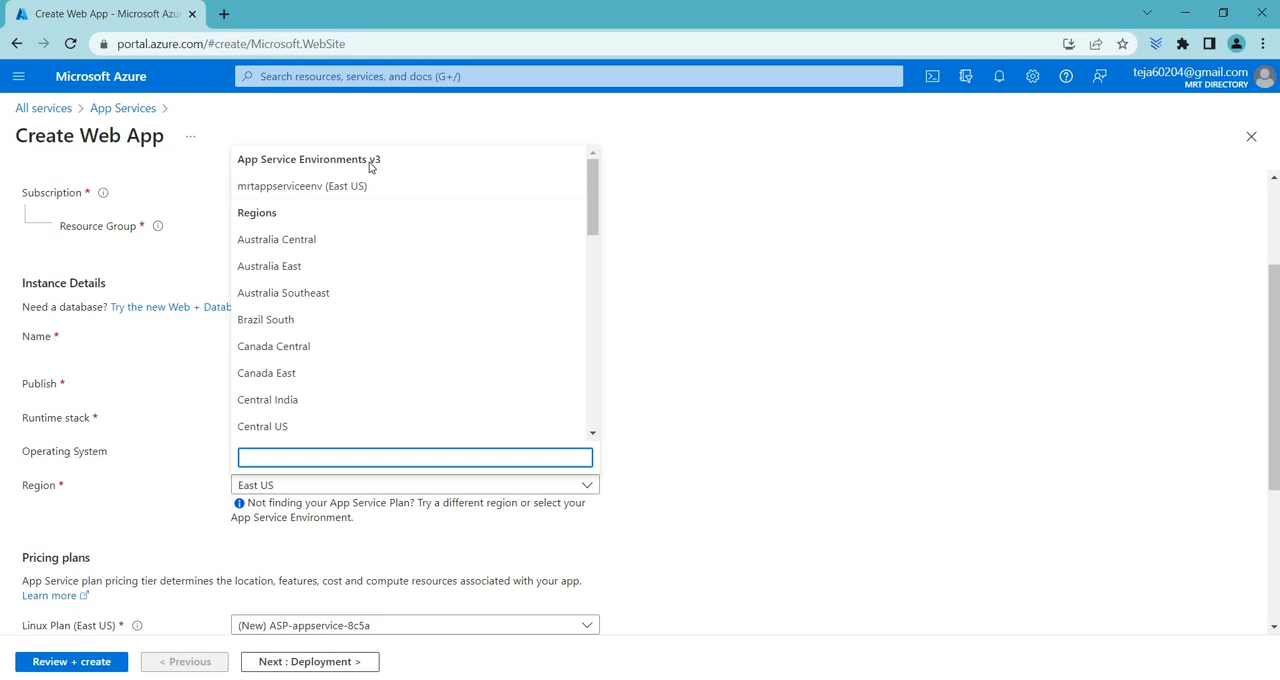 Create Web App - Microsoft Azu
portal.azure.com/#create/Microsoft.WebSite
Microsoft Azure
Search resources, services, and docs (G+/)
teja60204@gmail.com
MRT DIRECTORY
All services > App Services >
Create Web App ...
App Service Environments v3
Subscription *
mrtappserviceenv (East US)
Regions
Resource Group *
Australia Central
Australia East
Instance Details
Australia Southeast
Need a database? Try the new Web + Datab
Brazil South
Name *
Canada Central
Canada East
Publish *
Central India
Runtime stack *
Central US
Operating System
Region *
East US
Not finding your App Service Plan? Try a different region or select your
App Service Environment.
Pricing plans
App Service plan pricing tier determines the location, features, cost and compute resources associated with your app.
Learn more
Linux Plan (East US) *
(New) ASP-appservice-8c5a
Review + create
< Previous
Next : Deployment >